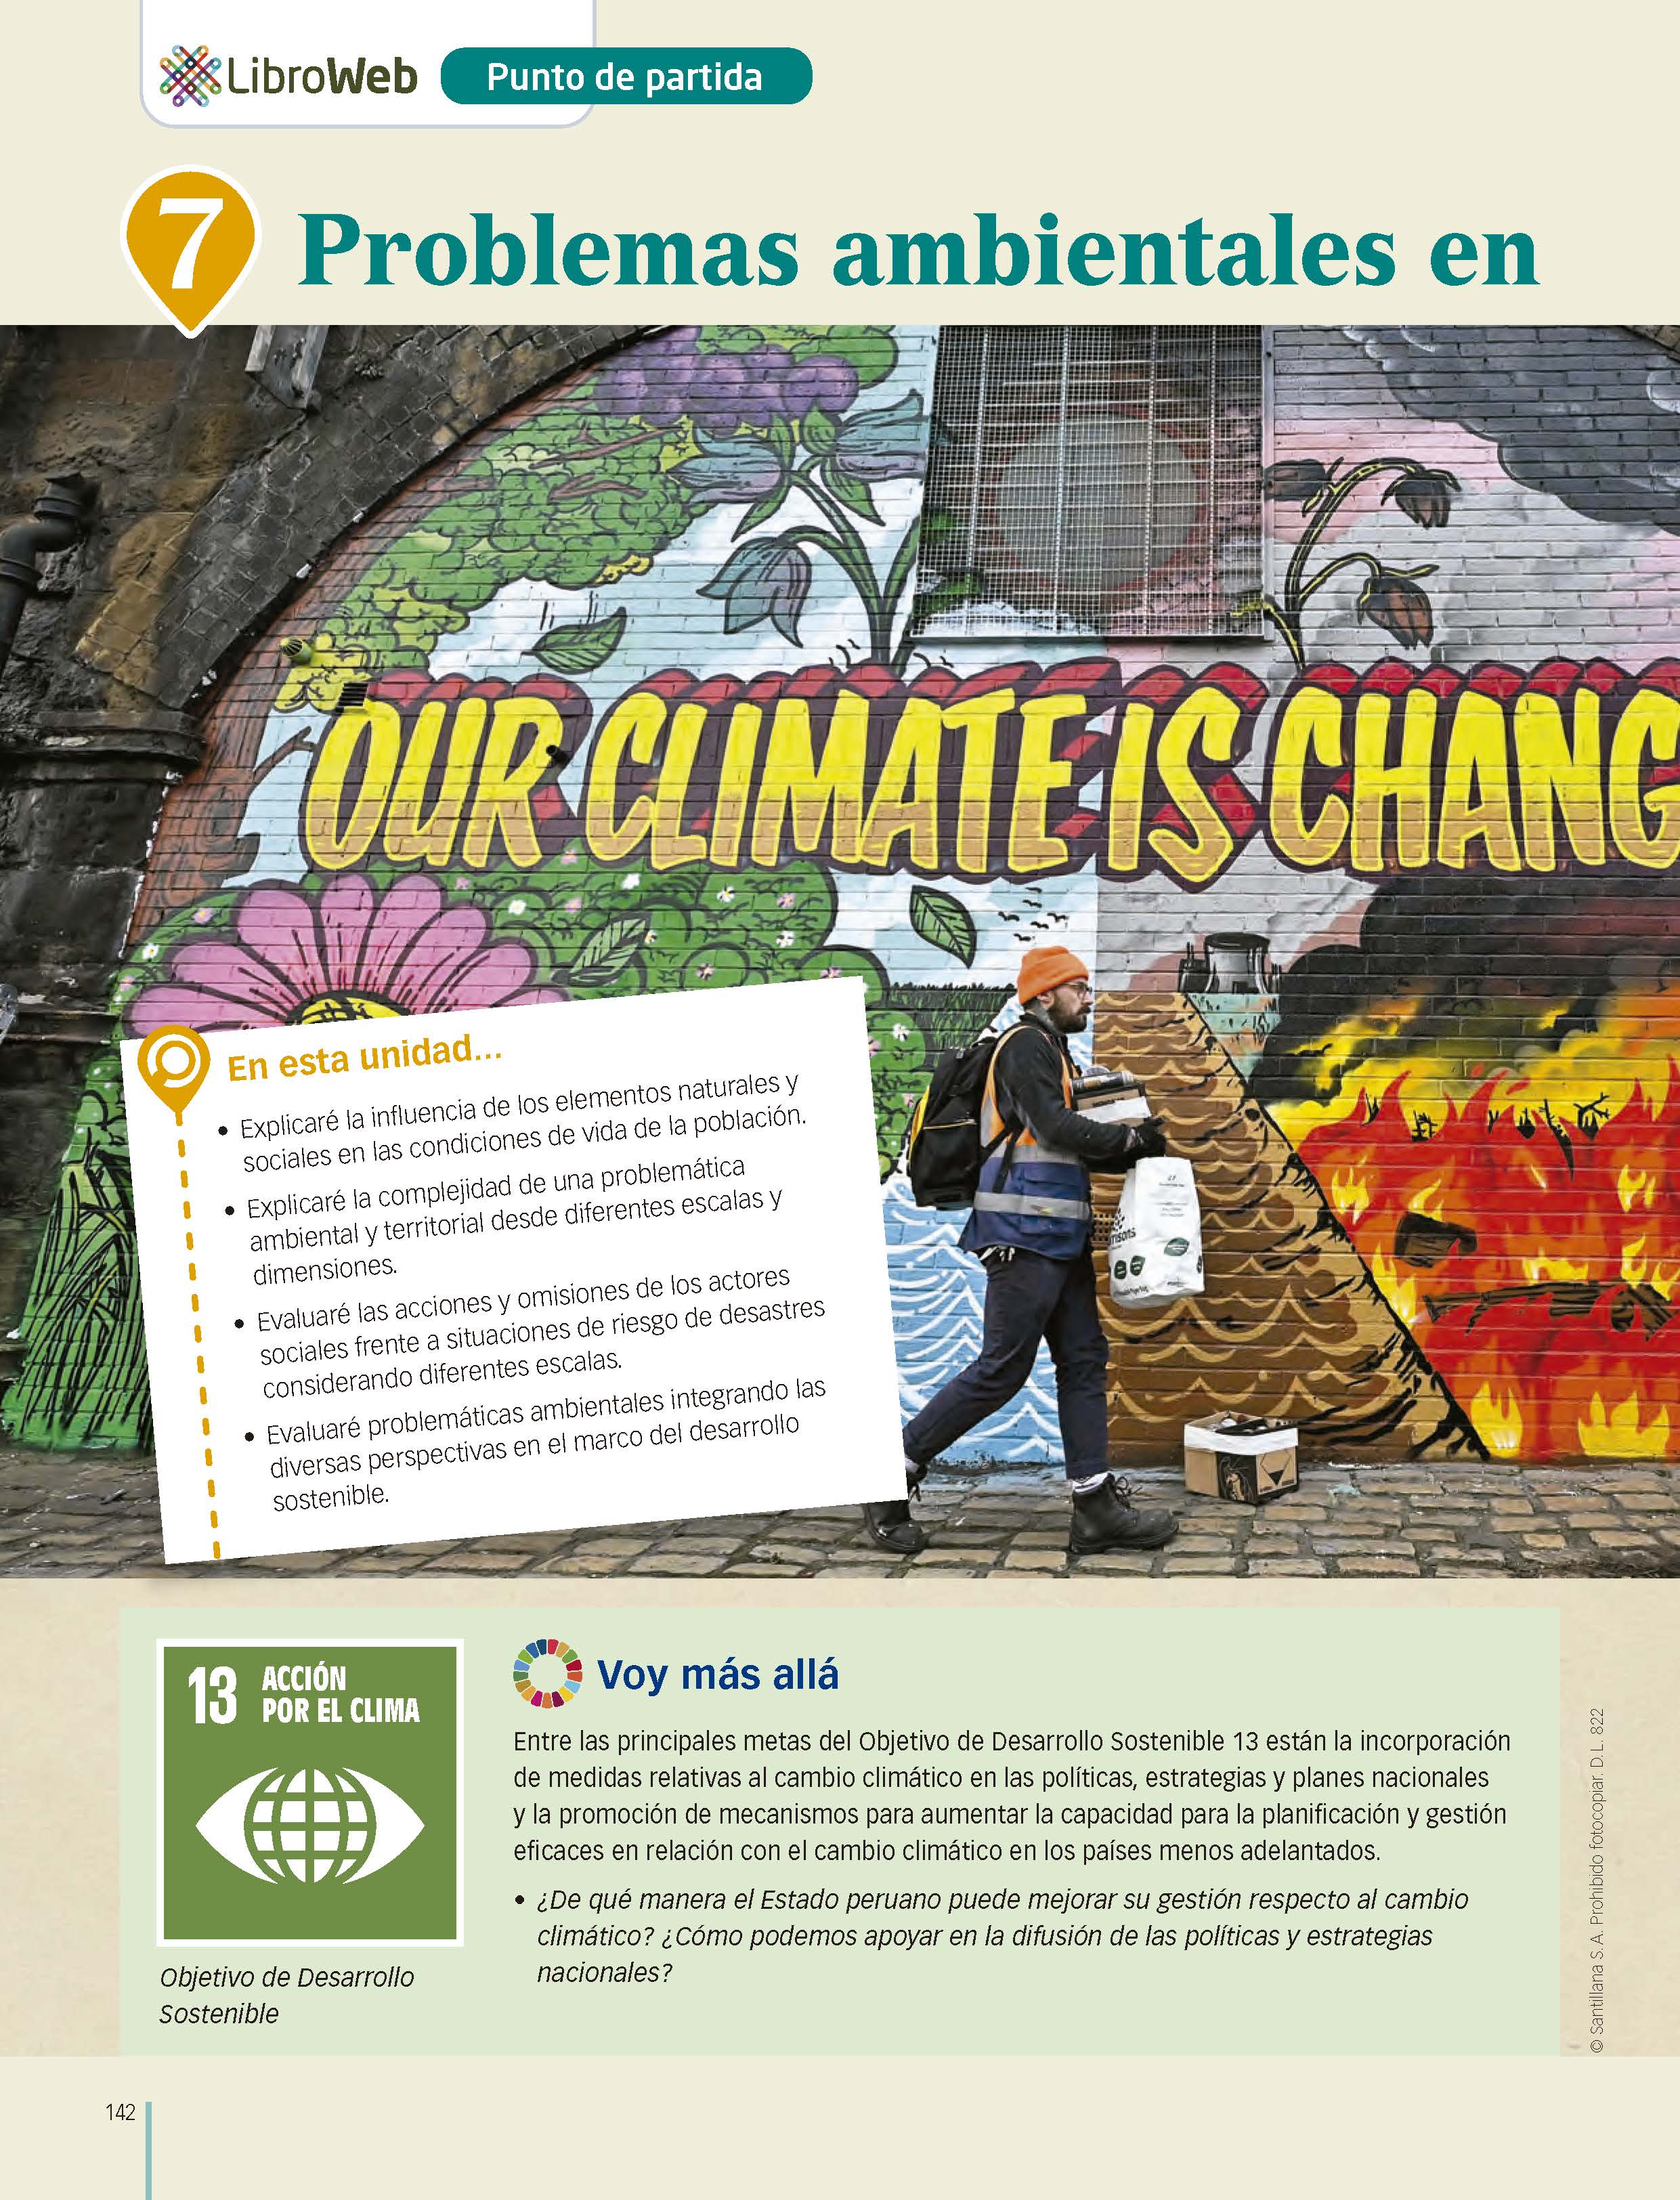 LibroWeb
Punto de partida
7
Problemas ambientales en
OUR CLIMATE IS CHANG
En esta unidad...
• Explicaré la influencia de los elementos naturales y
sociales en las condiciones de vida de la población.
• Explicaré la complejidad de una problemática
ambiental y territorial desde diferentes escalas y
dimensiones.
• Evaluaré las acciones y omisiones de los actores
sociales frente a situaciones de riesgo de desastres
considerando diferentes escalas.
• Evaluaré problemáticas ambientales integrando las
diversas perspectivas en el marco del desarrollo
sostenible.
13 ACCIÓN
POR EL CLIMA
Objetivo de Desarrollo
Sostenible
Voy más allá
Entre las principales metas del Objetivo de Desarrollo Sostenible 13 están la incorporación
de medidas relativas al cambio climático en las políticas, estrategias y planes nacionales
y la promoción de mecanismos para aumentar la capacidad para la planificación y gestión
eficaces en relación con el cambio climático en los países menos adelantados.
• ¿De qué manera el Estado peruano puede mejorar su gestión respecto al cambio
climático? ¿Cómo podemos apoyar en la difusión de las políticas y estrategias
nacionales?
© Santillana S.A. Prohibido fotocopiar. D.L. 822
142